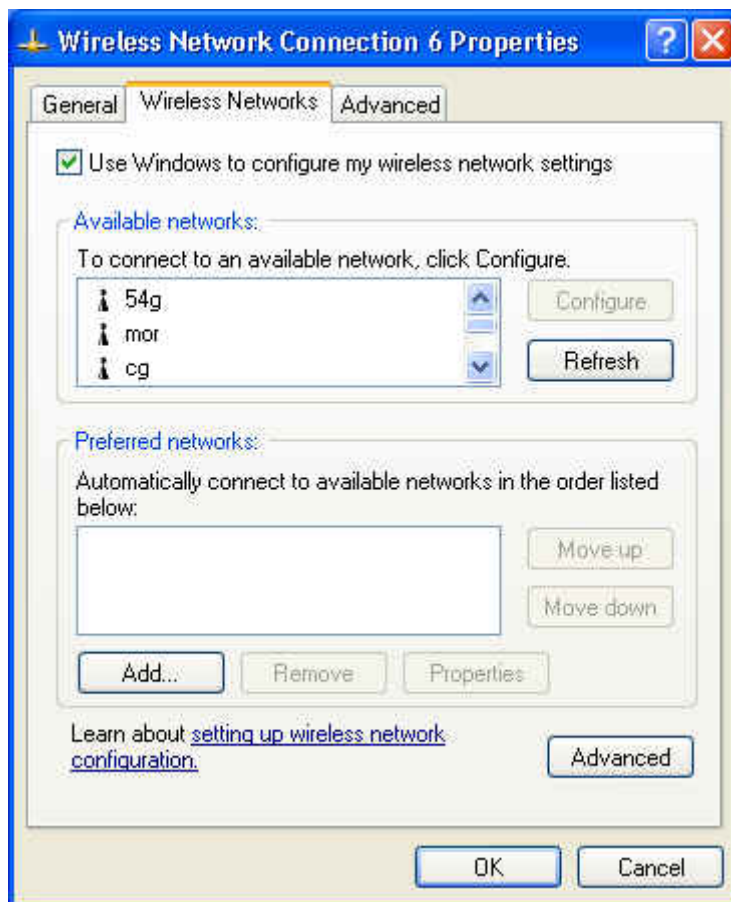 Wireless Network Connection 6 Properties
General Wireless Networks Advanced
Use Windows to configure my wireless network settings
Available networks:
To connect to an available network, click Configure.
54g
mor
cg
Configure
Refresh
Preferred networks:
Automatically connect to available networks in the order listed
below:
Move up
Move down
Add... Remove Properties
Learn about setting up wireless network
configuration.
Advanced
OK Cancel